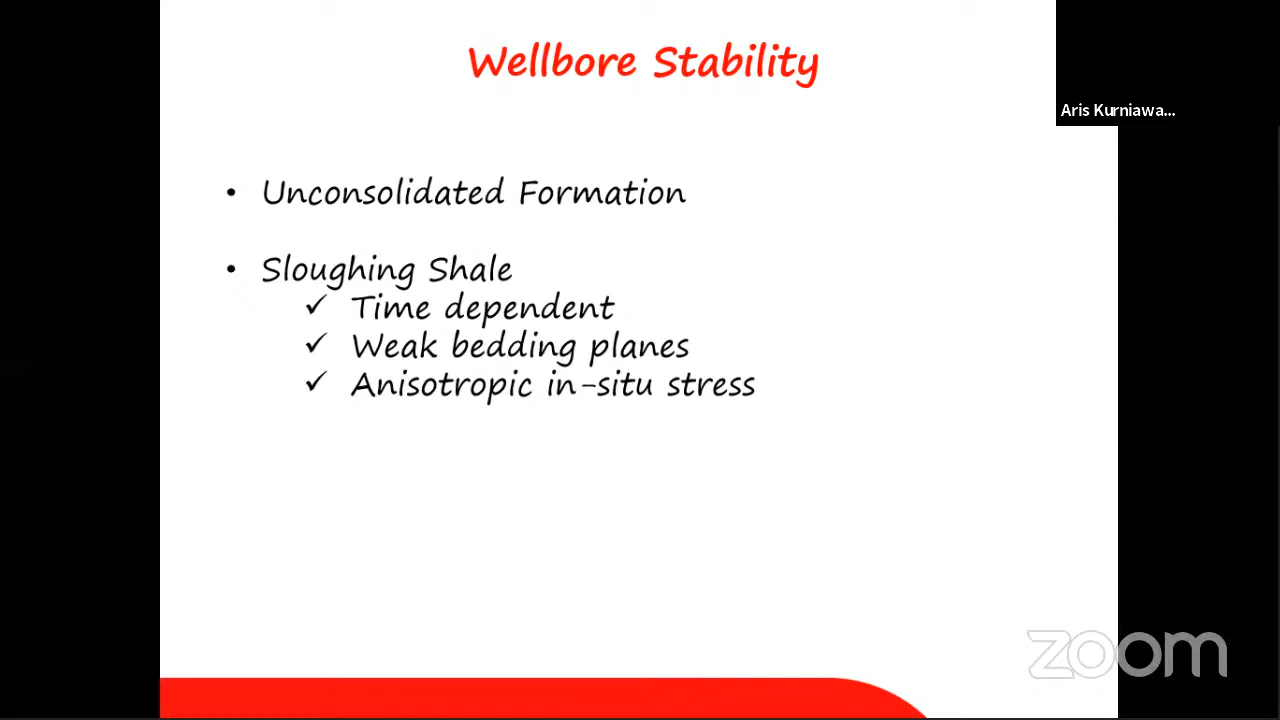 Wellbore Stability
Aris Kurniawa...
• Unconsolidated Formation
• Sloughing Shale
✓ Time dependent
✓ Weak bedding planes
✓ Anisotropic in-situ stress
zoom